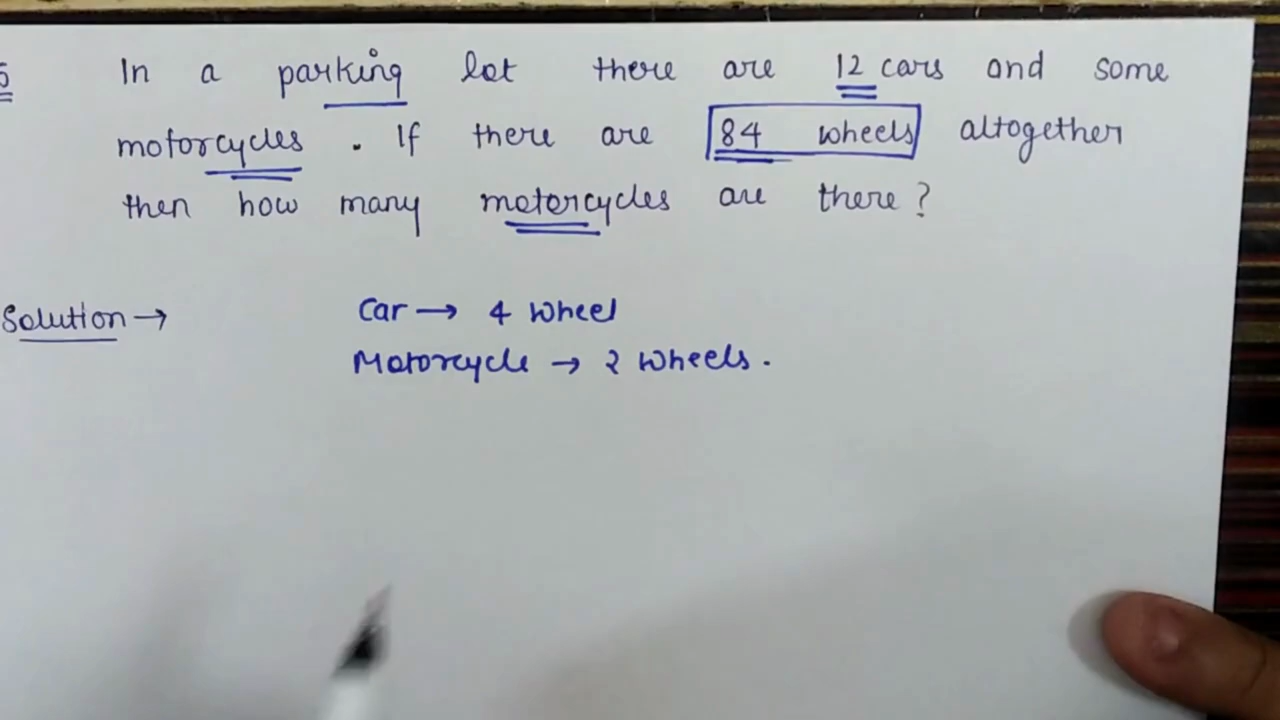 5 In a parking lot there are 12 cars and some
motorcycles. If there are 84 wheels altogether
then how many motorcycles are there?
Solution → Car → 4 wheel
Motorcycle → 2 wheels.